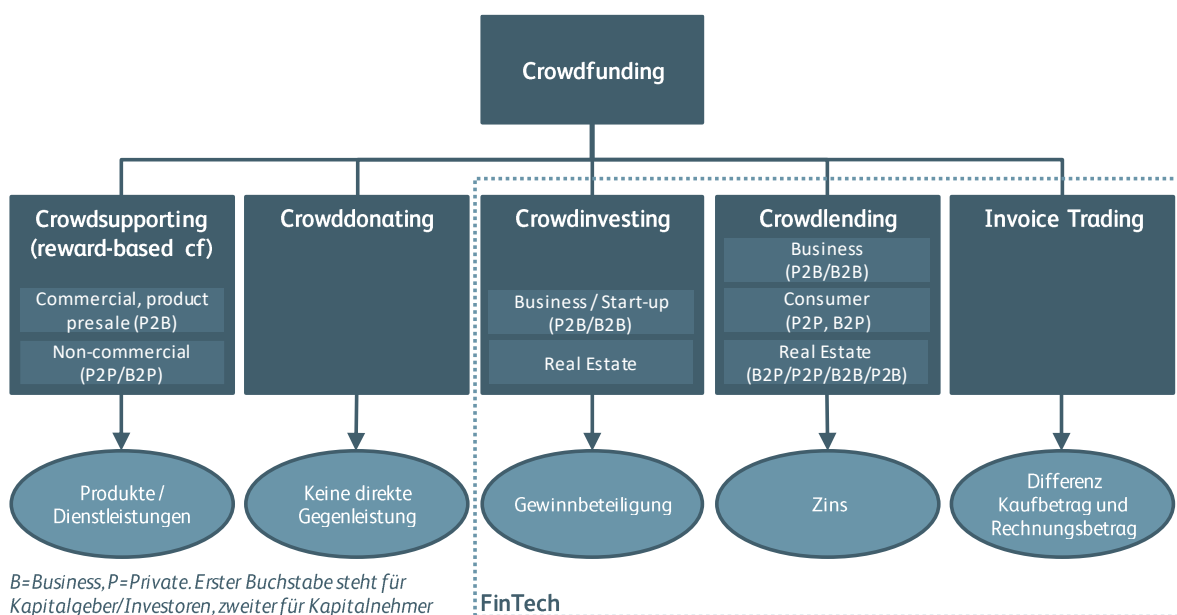 Crowdfunding
Crowdsupporting
(reward-based cf)
Commercial, product
presale (P2B)
Non-commercial
(P2P/B2P)
Crowddonating
Crowdinvesting
Business / Start-up
(P2B/B2B)
Real Estate
Crowdlending
Business
(P2B/B2B)
Consumer
(P2P, B2P)
Real Estate
(B2P/P2P/B2B/P2B)
Invoice Trading
Produkte /
Dienstleistungen
Keine direkte
Gegenleistung
Gewinnbeteiligung
Zins
Differenz
Kaufbetrag und
Rechnungsbetrag
B=Business, P=Private. Erster Buchstabe steht für
Kapitalgeber/Investoren, zweiter für Kapitalnehmer
FinTech